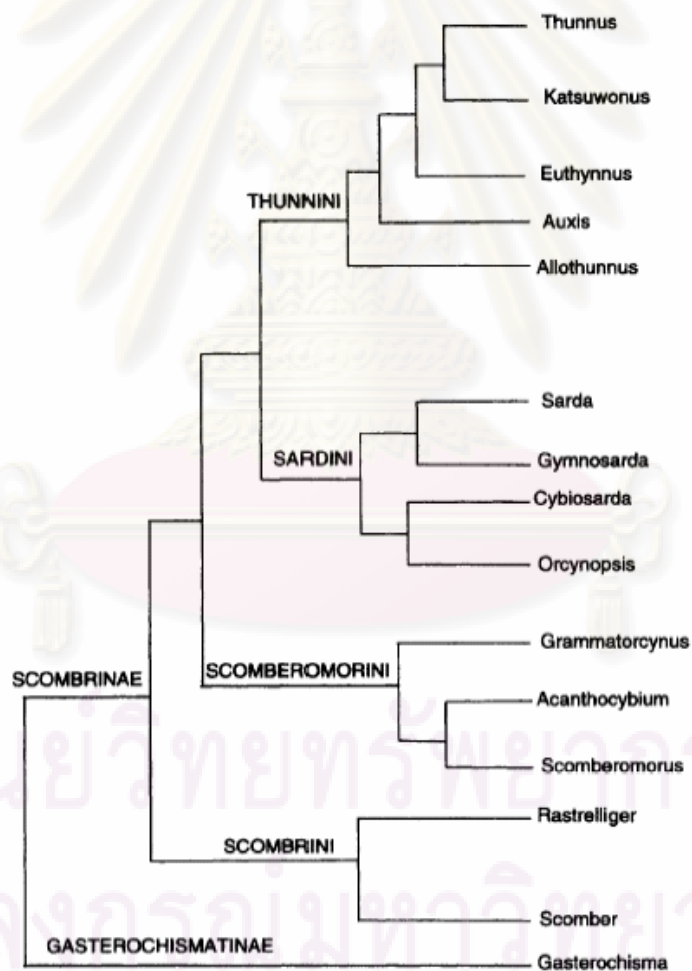 Thunnus
Katsuwonus
Euthynnus
THUNNINI
Auxis
Allothunnus
Sarda
SARDINI
Gymnosarda
Cybiosarda
Orcynopsis
Grammatorcynus
SCOMBEROMORINI
SCOMBRINAE
Acanthocybium
Scomberomorus
Rastrelliger
SCOMBRINI
Scomber
GASTEROCHISMATINAE
Gasterochisma